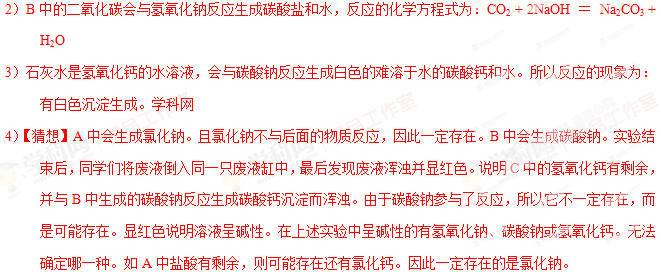 2）B 中的二氧化碳会与氢氧化钠反应生成碳酸盐和水，反应的化学方程式为：CO₂ + 2NaOH ＝ Na₂CO₃ +
H₂O
3）石灰水是氢氧化钙的水溶液，会与碳酸钠反应生成白色的难溶于水的碳酸钙和水。所以反应的现象为：
有白色沉淀生成。学科网
4）【猜想】A 中会生成氯化钠。且氯化钠不与后面的物质反应，因此一定存在。B 中会生成碳酸钠。实验结
束后，同学们将废液倒入同一只废液缸中，最后发现废液浑浊并显红色。说明 C 中的氢氧化钙有剩余，
并与 B 中生成的碳酸钠反应生成碳酸钙沉淀而浑浊。由于碳酸钠参与了反应，所以它不一定存在，而
是可能存在。显红色说明溶液呈碱性。在上述实验中呈碱性的有氢氧化钠、碳酸钠或氢氧化钙。无法
确定哪一种。如 A 中盐酸有剩余，则可能存在还有氯化钙。因此一定存在的是氯化钠。